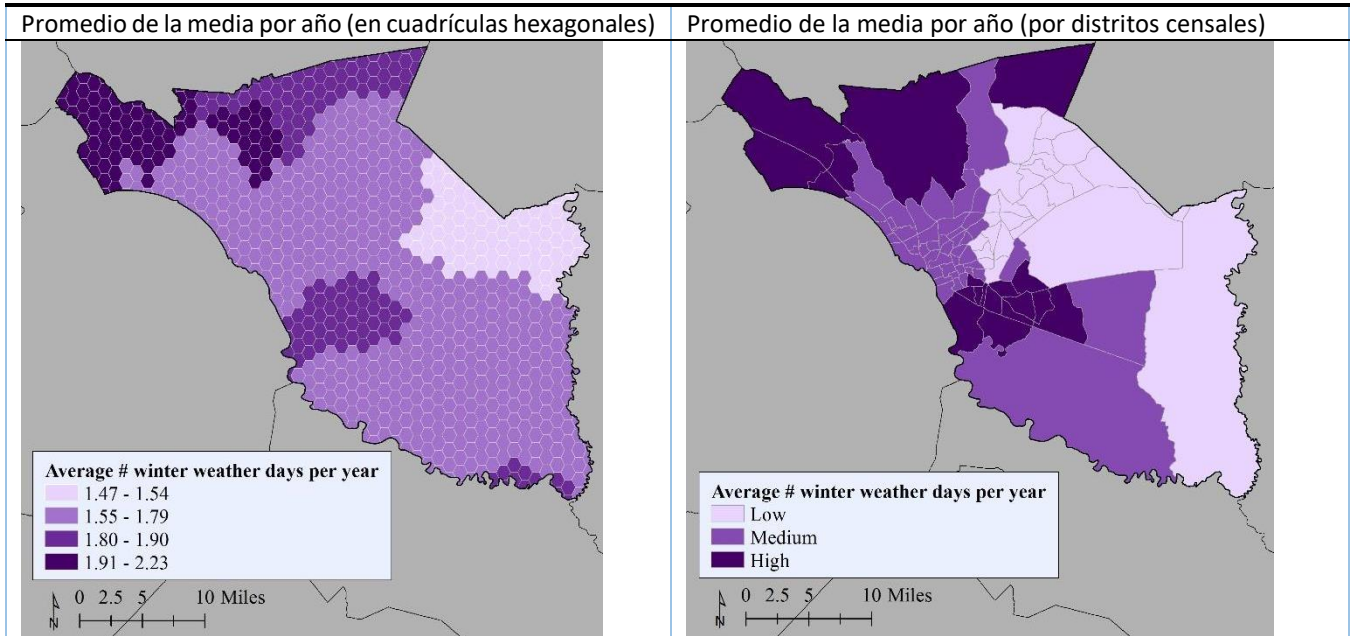 Promedio de la media por año (en cuadrículas hexagonales)
Promedio de la media por año (por distritos censales)
Average # winter weather days per year
1.47 - 1.54
1.55 - 1.79
1.80 - 1.90
1.91 - 2.23
N
0 2.5 5 10 Miles
Average # winter weather days per year
Low
Medium
High
N
0 2.5 5 10 Miles